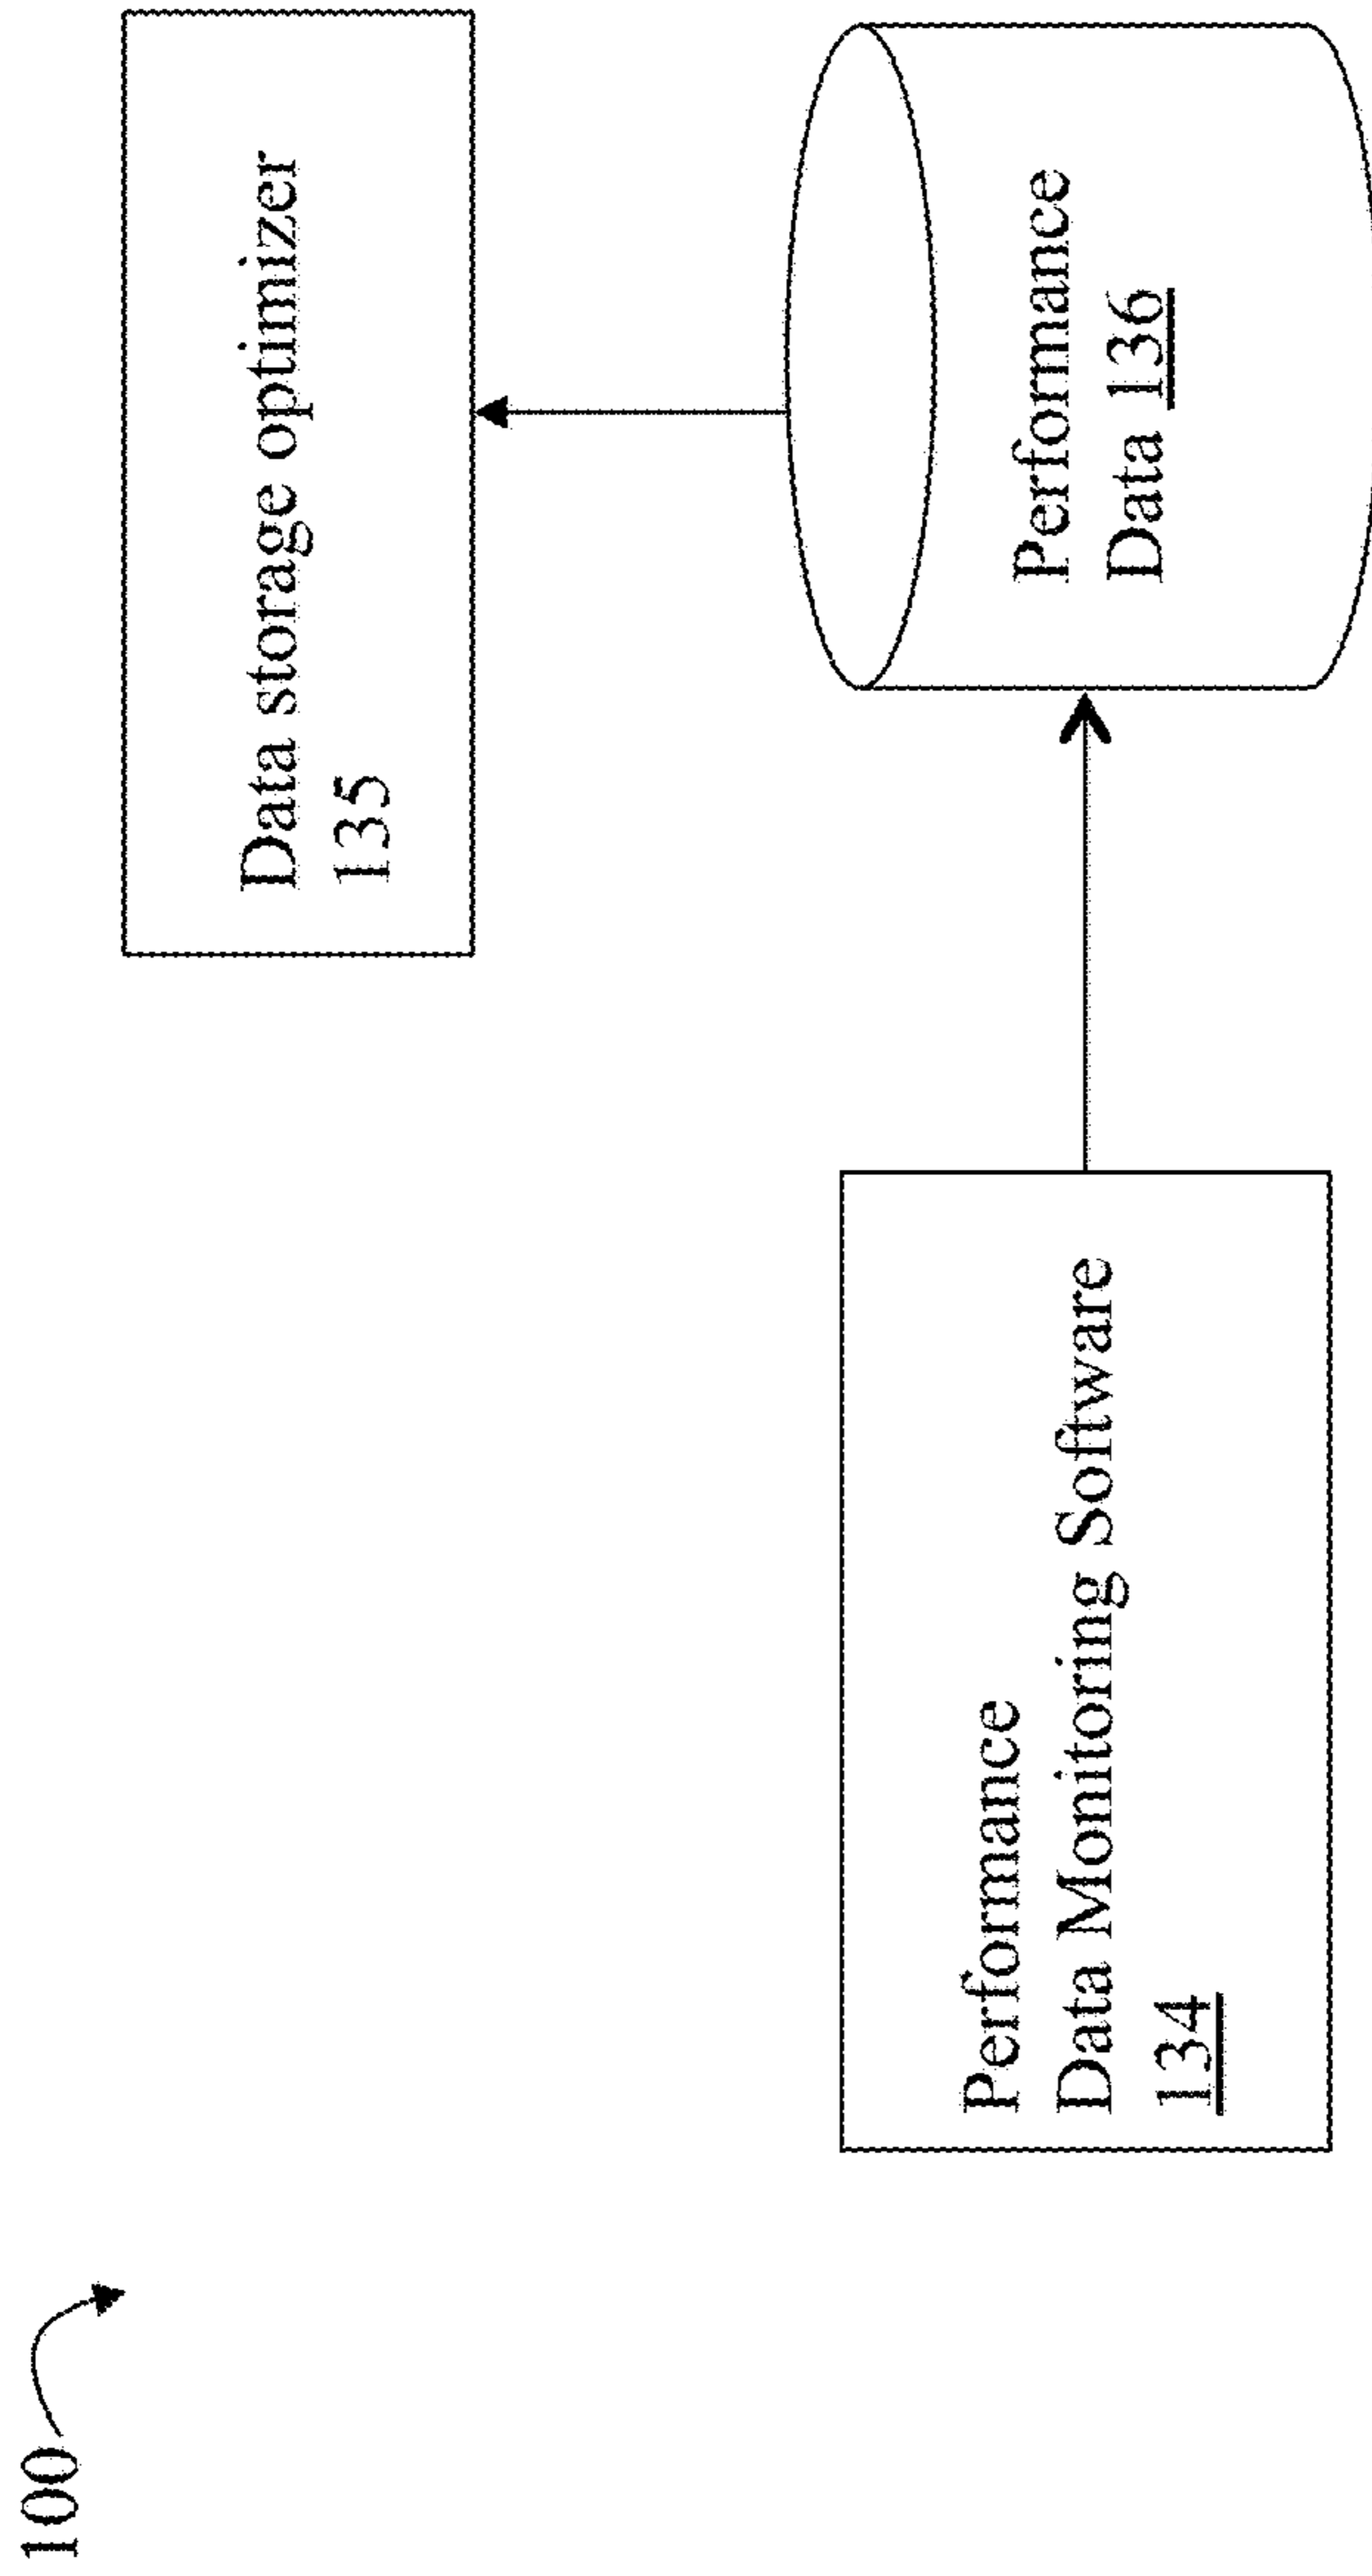 100
Data storage optimizer
135
Performance
Data Monitoring Software
134
Performance
Data 136